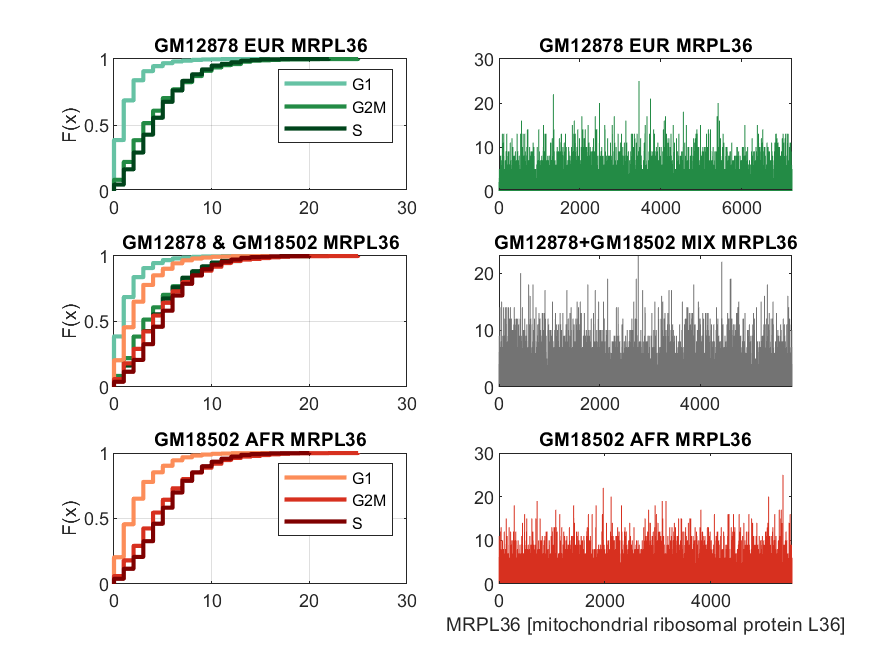 GM12878 EUR MRPL36
1
0.5
0
F(x)
0 10 20 30
G1
G2M
S
GM12878 EUR MRPL36
30
20
10
0
0 2000 4000 6000
GM12878 & GM18502 MRPL36
1
0.5
0
F(x)
0 10 20 30
GM12878+GM18502 MIX MRPL36
20
10
0
0 2000 4000
GM18502 AFR MRPL36
1
0.5
0
F(x)
0 10 20 30
G1
G2M
S
GM18502 AFR MRPL36
30
20
10
0
0 2000 4000
MRPL36 [mitochondrial ribosomal protein L36]